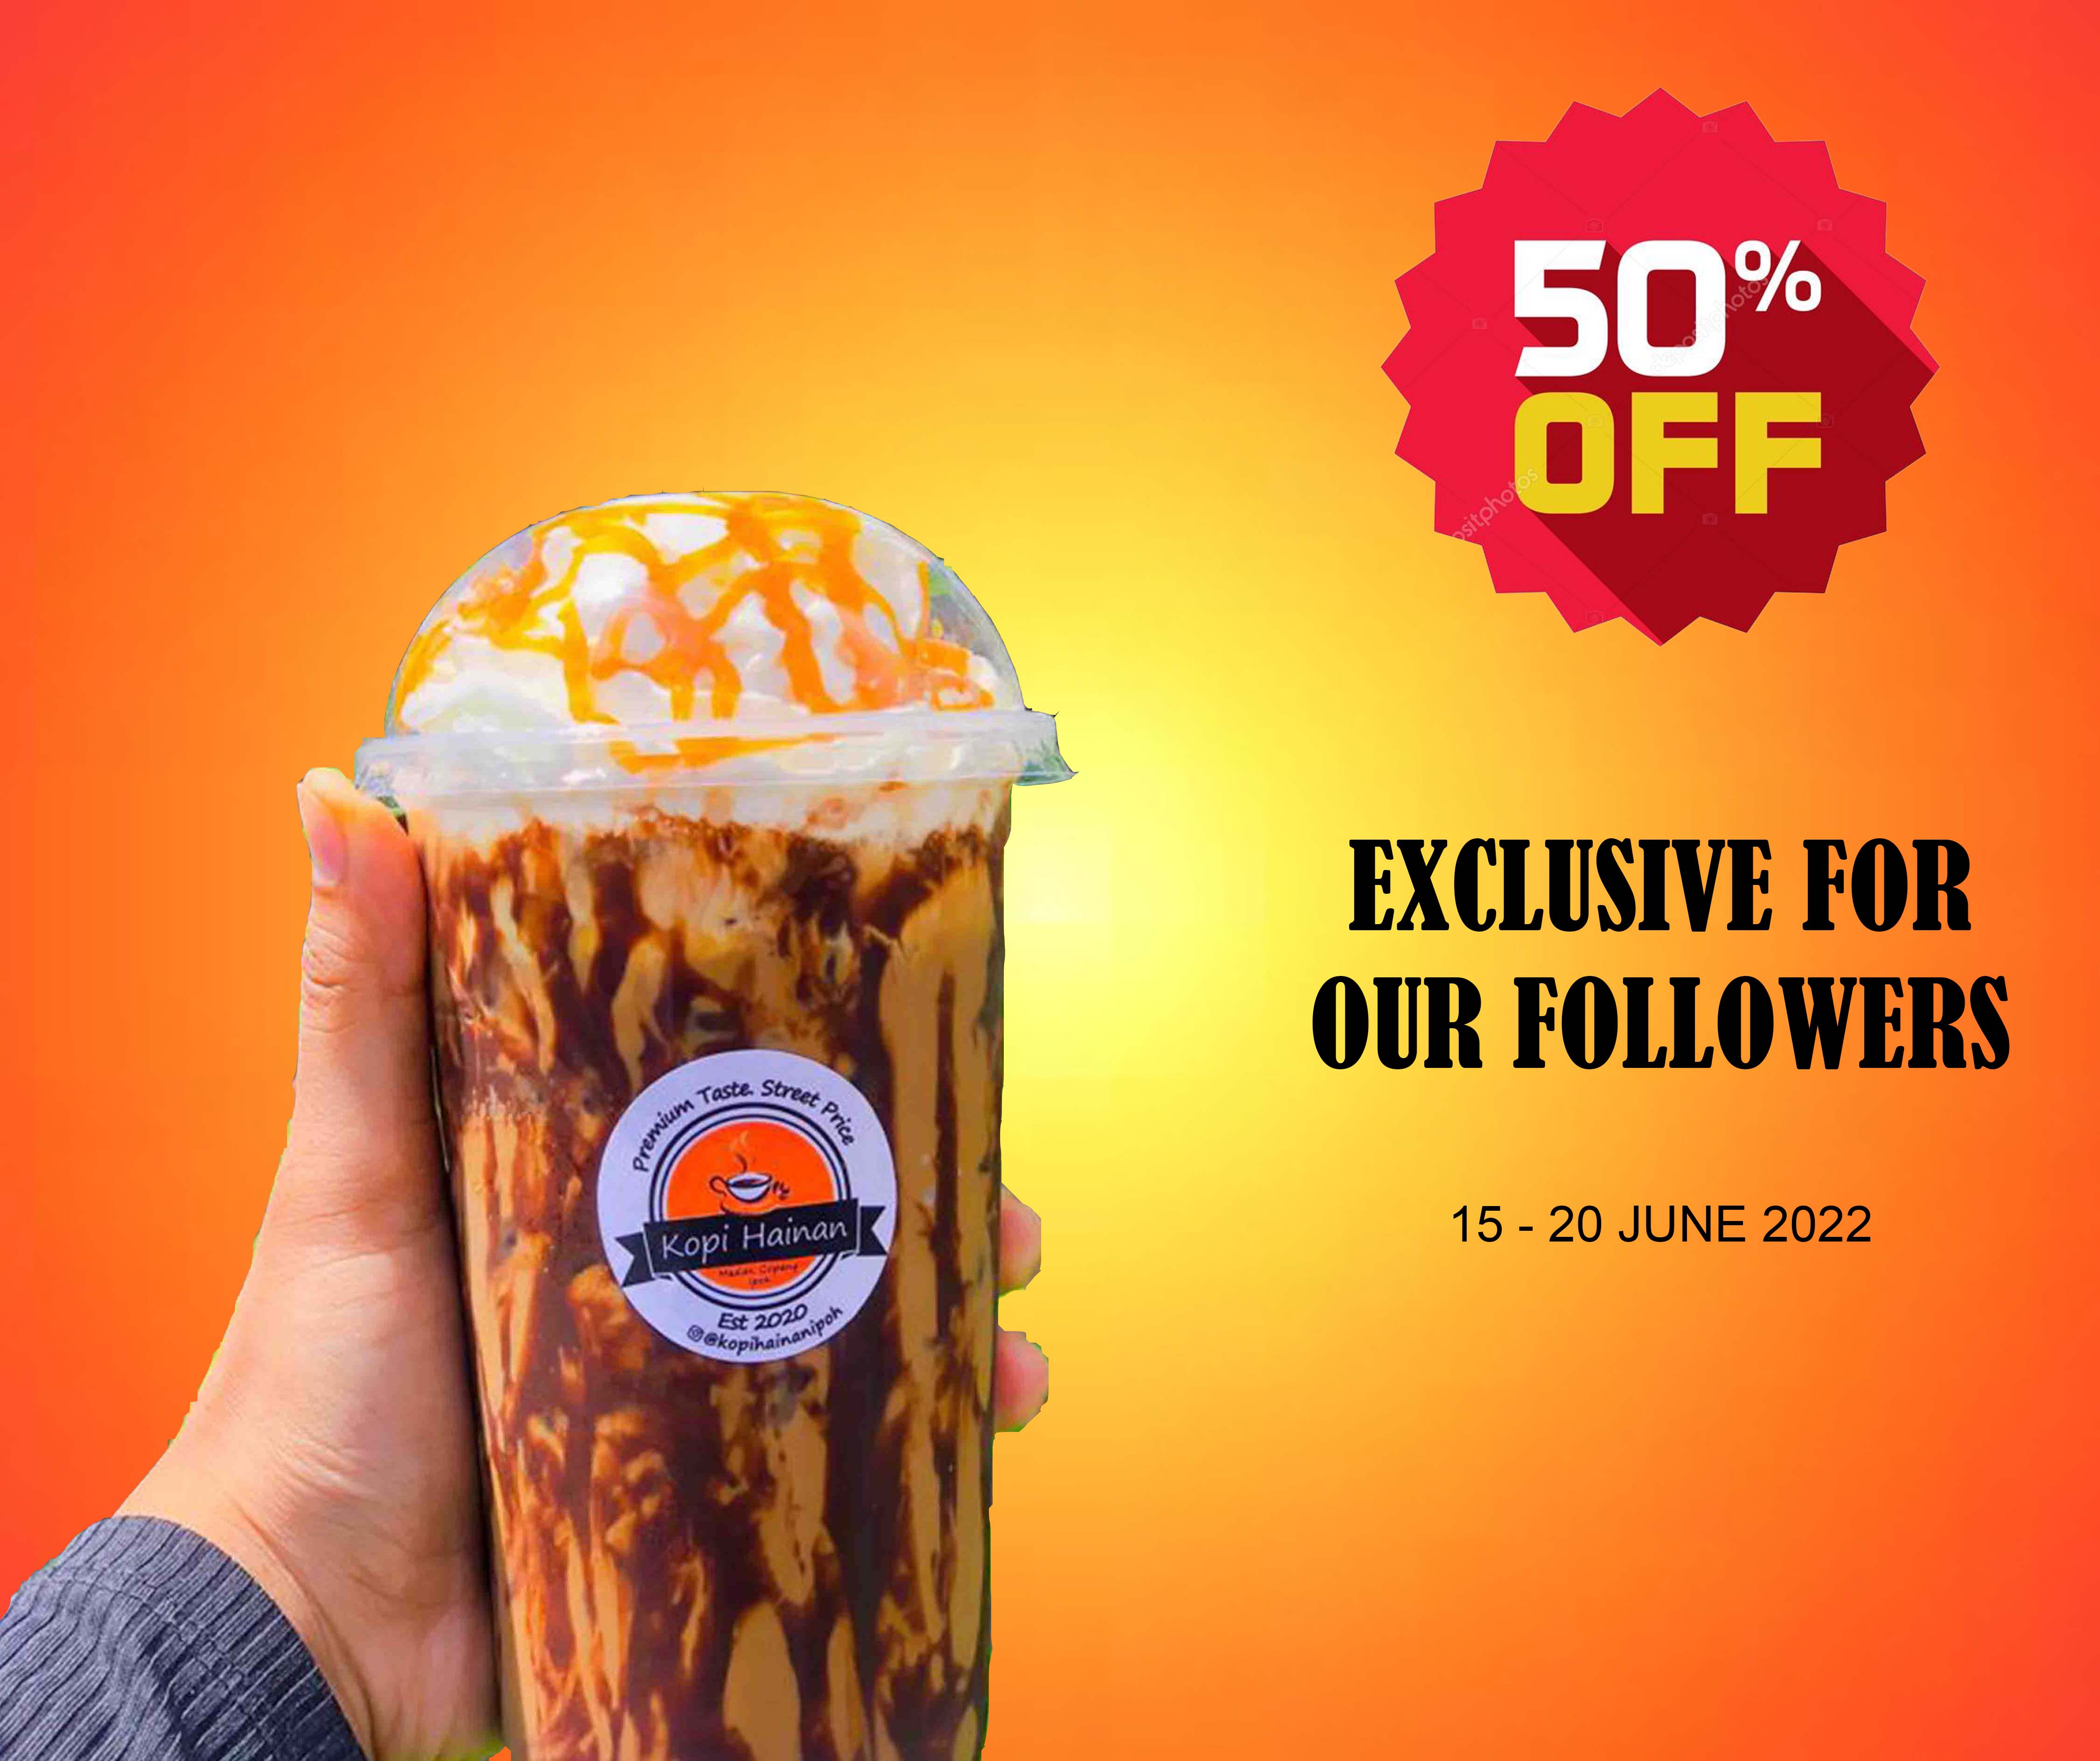 50%
OFF
EXCLUSIVE FOR
OUR FOLLOWERS
15 - 20 JUNE 2022
Premium Taste. Street Price
Kopi Hainan
Est 2020
@kopihainanipoh